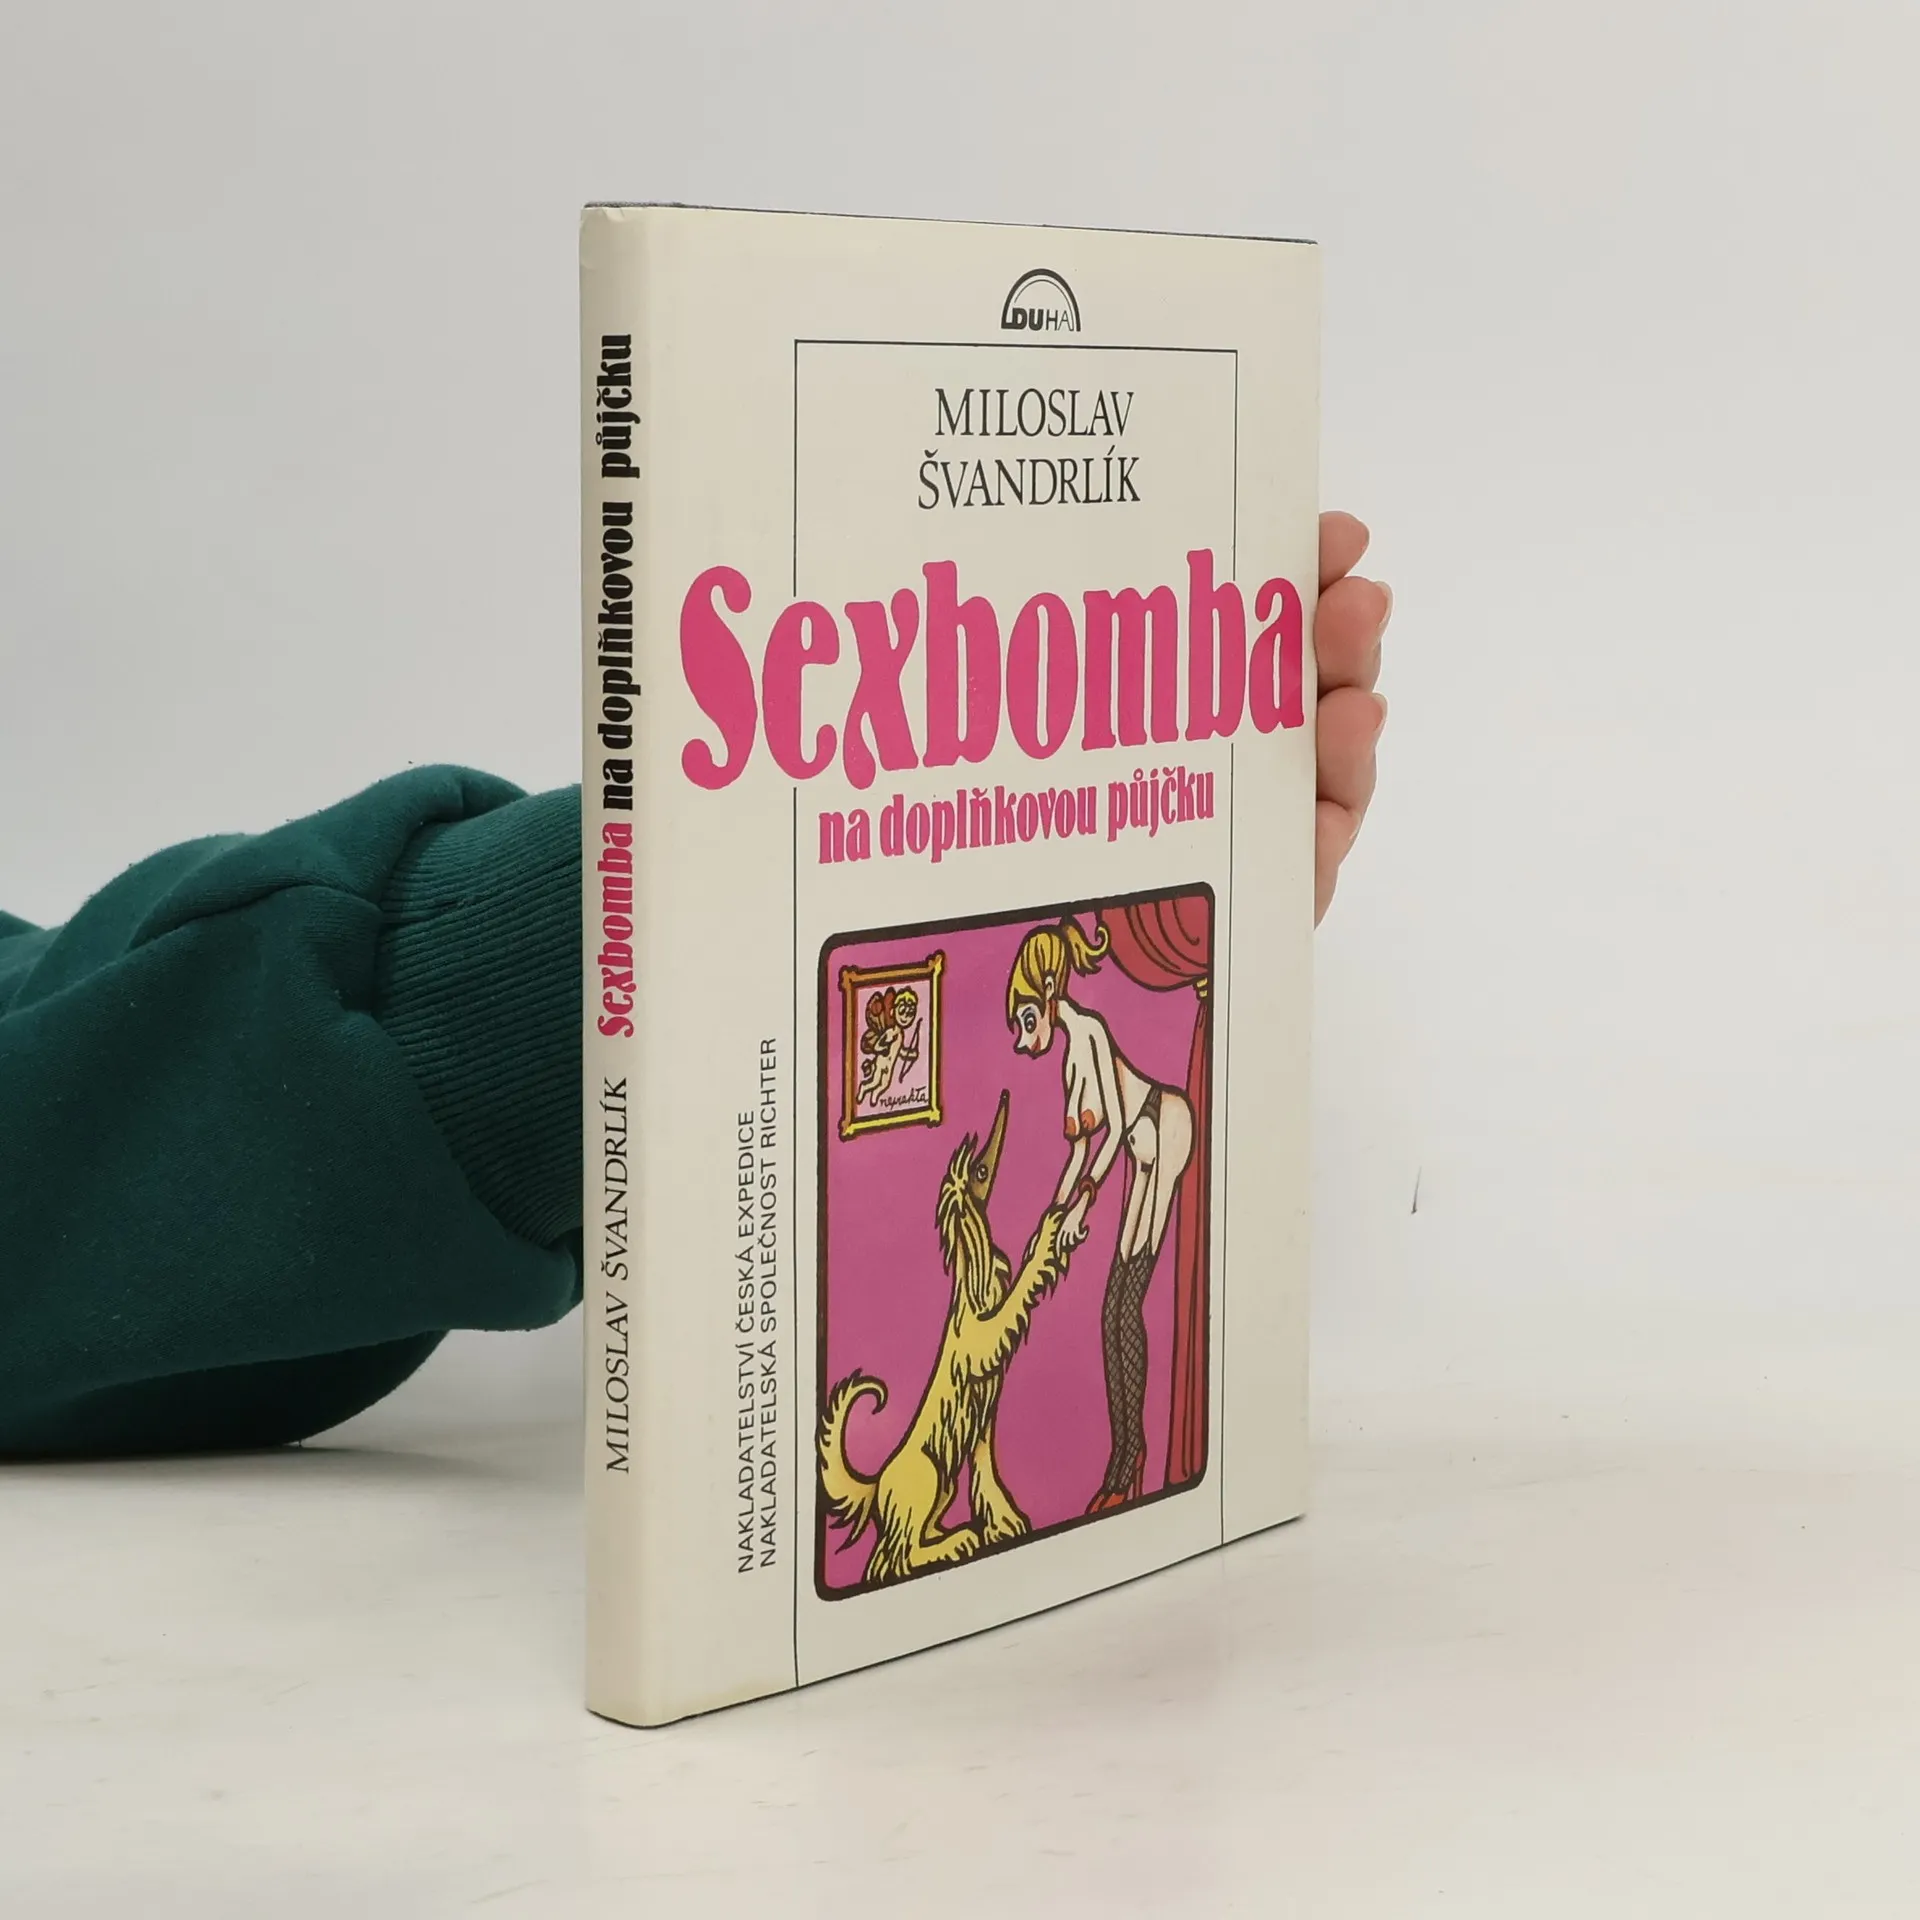 DUHA
MILOSLAV
ŠVANDRLÍK
Sexbomba
na doplňkovou půjčku
neprakta
NAKLADATELSTVÍ ČESKÁ EXPEDICE
NAKLADATELSKÁ SPOLEČNOST RICHTER
MILOSLAV ŠVANDRLÍK Sexbomba na doplňkovou půjčku